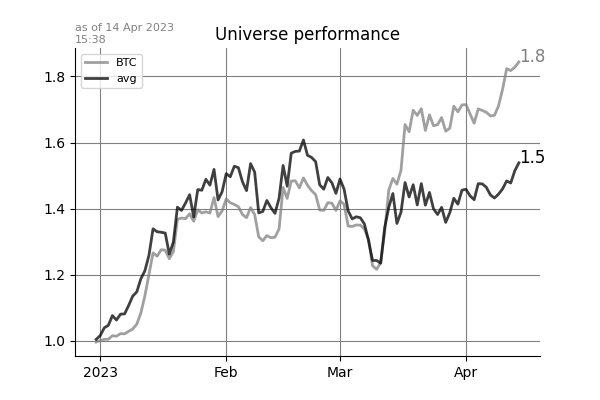 as of 14 Apr 2023
15:38
Universe performance
BTC
avg
1.8
1.5
1.8
1.6
1.4
1.2
1.0
2023
Feb
Mar
Apr